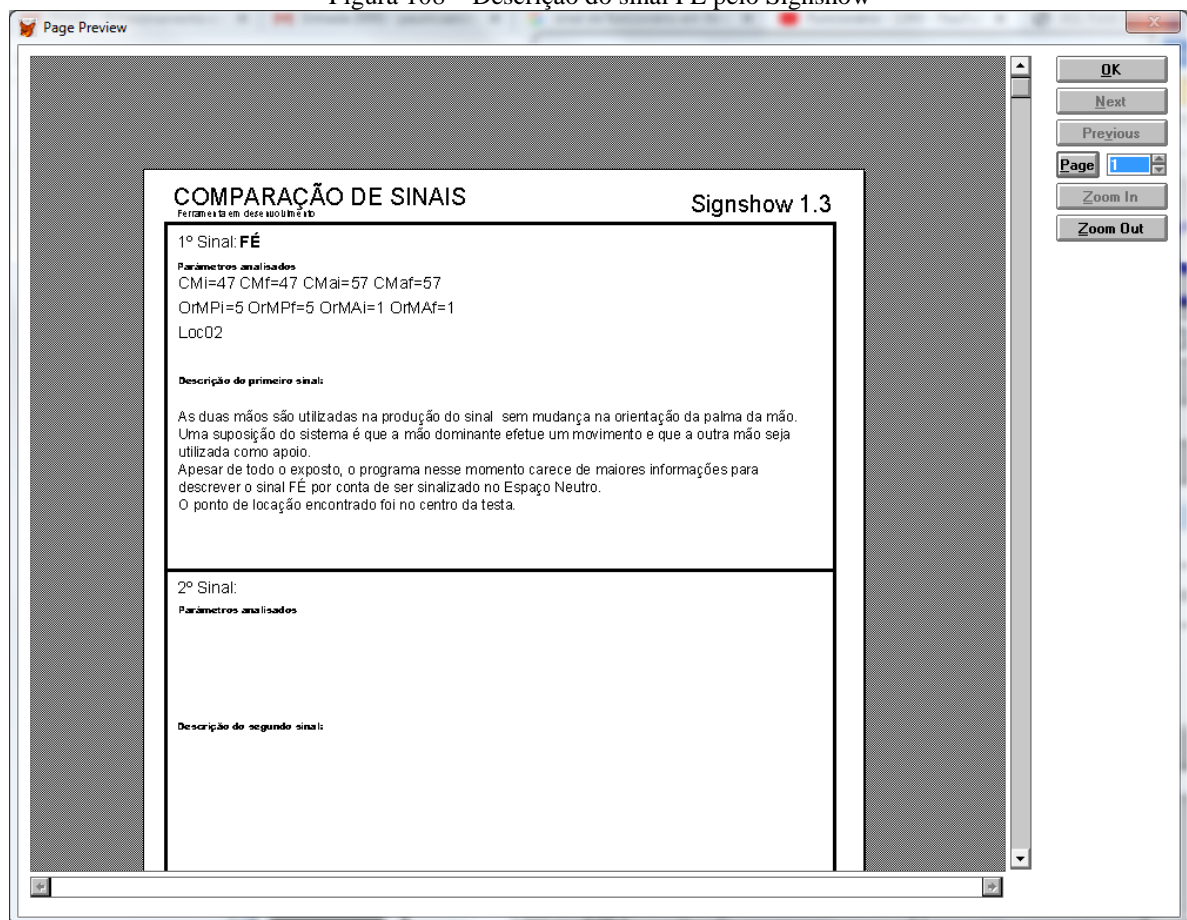 Figura 108 – Descrição do sinal FÉ pelo Signshow
Page Preview
OK
Next
Previous
Page 1
Zoom In
Zoom Out
COMPARAÇÃO DE SINAIS
Signshow 1.3
Ferramenta em desenvolvimento
1º Sinal: FÉ
Parâmetros analisados
CMi=47 CMf=47 CMai=57 CMaf=57
OrMPi=5 OrMPf=5 OrMAi=1 OrMAf=1
Loc02
Descrição do primeiro sinal:
As duas mãos são utilizadas na produção do sinal sem mudança na orientação da palma da mão.
Uma suposição do sistema é que a mão dominante efetue um movimento e que a outra mão seja
utilizada como apoio.
Apesar de todo o exposto, o programa nesse momento carece de maiores informações para
descrever o sinal FÉ por conta de ser sinalizado no Espaço Neutro.
O ponto de locação encontrado foi no centro da testa.
2º Sinal:
Parâmetros analisados
Descrição do segundo sinal: